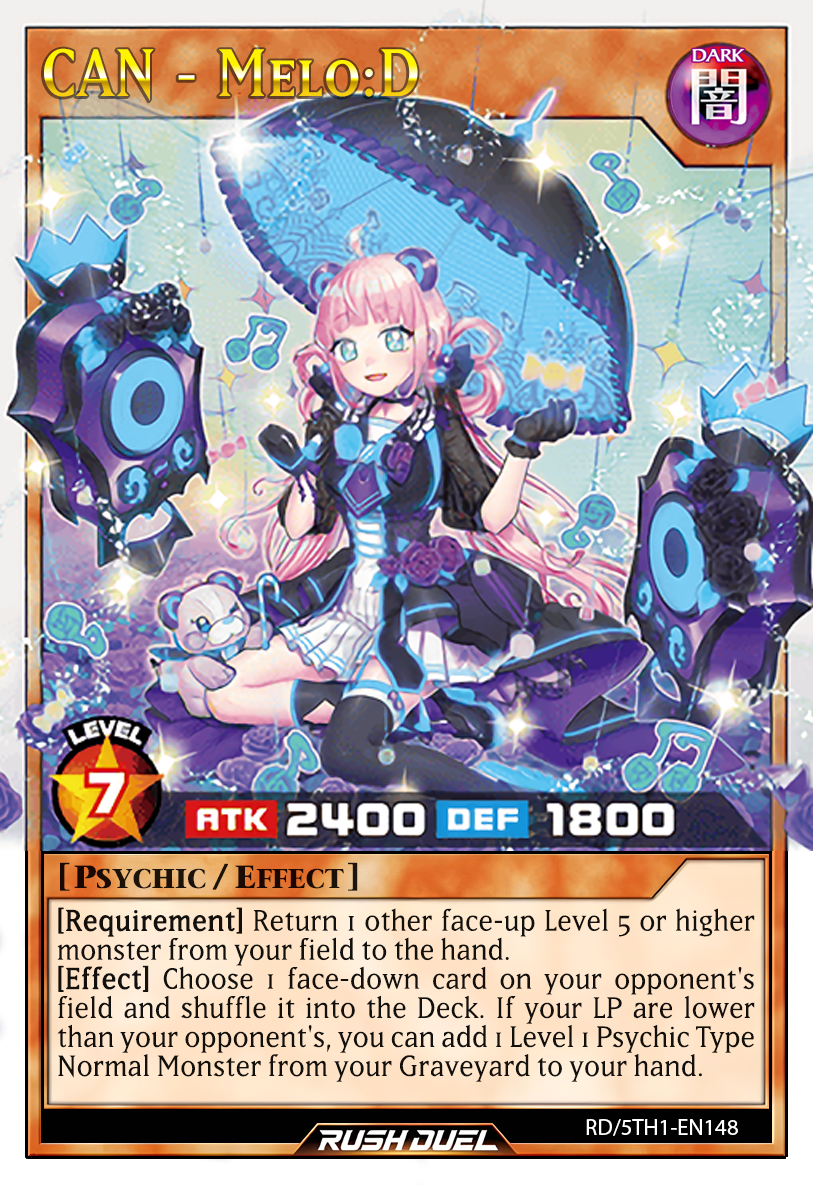 CAN - Melo:D
DARK
闇
LEVEL
7
ATK 2400 DEF 1800
[Psychic / Effect]
[Requirement] Return 1 other face-up Level 5 or higher
monster from your field to the hand.
[Effect] Choose 1 face-down card on your opponent's
field and shuffle it into the Deck. If your LP are lower
than your opponent's, you can add 1 Level 1 Psychic Type
Normal Monster from your Graveyard to your hand.
RUSH DUEL
RD/5TH1-EN148